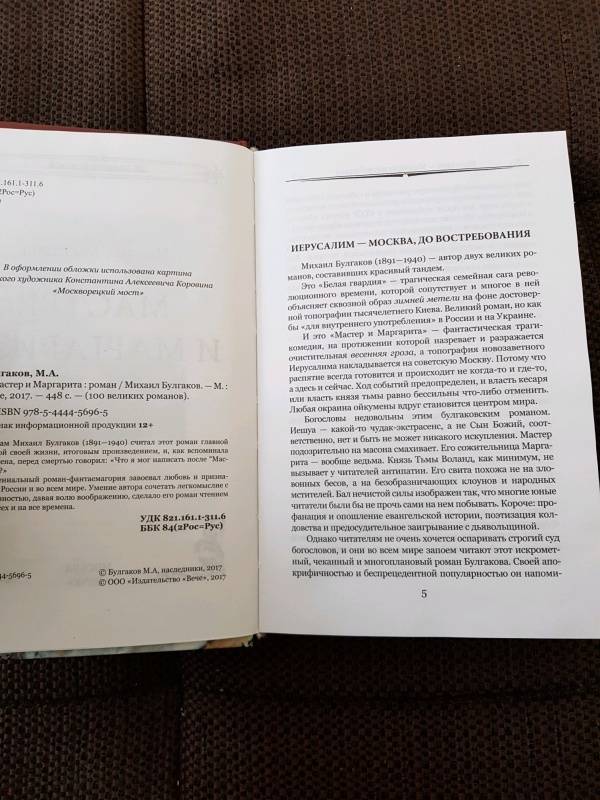 .161.1-311.6
2Рос=Рус)
В оформлении обложки использована картина
кого художника Константина Алексеевича Коровина
«Москворецкий мост»
лгаков, М.А.
астер и Маргарита : роман / Михаил Булгаков. — М. :
е, 2017. — 448 с. — (100 великих романов).
ISBN 978-5-4444-5696-5
нак информационной продукции 12+
ам Михаил Булгаков (1891—1940) считал этот роман главной
ой своей жизни, итоговым произведением, и, как вспоминала
ена, перед смертью говорил: «Что я мог написать после "Мас-
?»
ениальный роман-фантасмагория завоевал любовь и призна-
России и во всем мире. Умение автора сочетать легкомыслие с
ростью, давая волю воображению, сделало его роман чтением
ех и на все времена.
УДК 821.161.1-311.6
ББК 84(2Рос=Рус)
44-5696-5
© Булгаков М.А, наследники, 2017
© ООО «Издательство «Вече», 2017
ИЕРУСАЛИМ — МОСКВА, ДО ВОСТРЕБОВАНИЯ
Михаил Булгаков (1891—1940) — автор двух великих ро-
манов, составивших красивый тандем.
Это «Белая гвардия» — трагическая семейная сага рево-
люционного времени, которой сопутствует и многое в ней
объясняет сквозной образ зимней метели на фоне достовер-
ной топографии тысячелетнего Киева. Великий роман, но как
бы «для внутреннего употребления» в России и на Украине.
И это «Мастер и Маргарита» — фантастическая траги-
комедия, на протяжении которой назревает и разражается
очистительная весенняя гроза, а топография новозаветного
Иерусалима накладывается на советскую Москву. Потому что
распятие всегда готовится и происходит не когда-то и где-то,
а здесь и сейчас. Ход событий предопределен, и власть кесаря
или власть князя тьмы равно бессильны что-либо отменить.
Любая окраина ойкумены вдруг становится центром мира.
Богословы недовольны этим булгаковским романом.
Иешуа — какой-то чудак-экстрасенс, а не Сын Божий, соот-
ветственно, нет и быть не может никакого искупления. Мастер
подозрительно на масона смахивает. Его сожительница Марга-
рита — вообще ведьма. Князь Тьмы Воланд, как минимум, не
вызывает у читателей антипатии. Его свита похожа не на зло-
вонных бесов, а на безобразничающих клоунов и народных
мстителей. Бал нечистой силы изображен так, что многие юные
читатели были бы не прочь сами на нем побывать. Короче: про-
фанация и опошление евангельской истории, поэтизация кол-
довства и предосудительное заигрывание с дьявольщиной.
Однако читателям не очень хочется оспаривать строгий суд
богословов, и они во всем мире запоем читают этот искромет-
ный, чеканный и многоплановый роман Булгакова. Своей апо-
крифичностью и беспрецедентной популярностью он напоми-
5